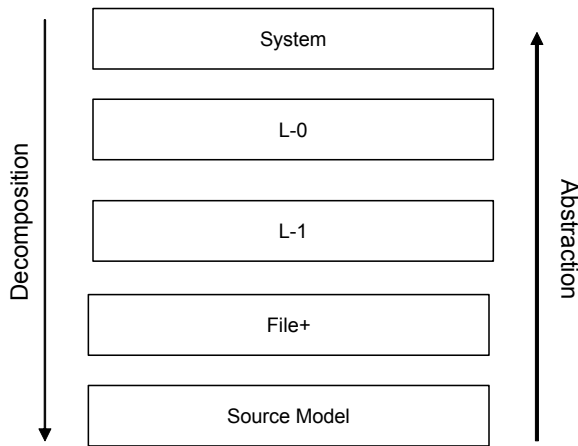 System
L-0
L-1
File+
Source Model
Decomposition
Abstraction